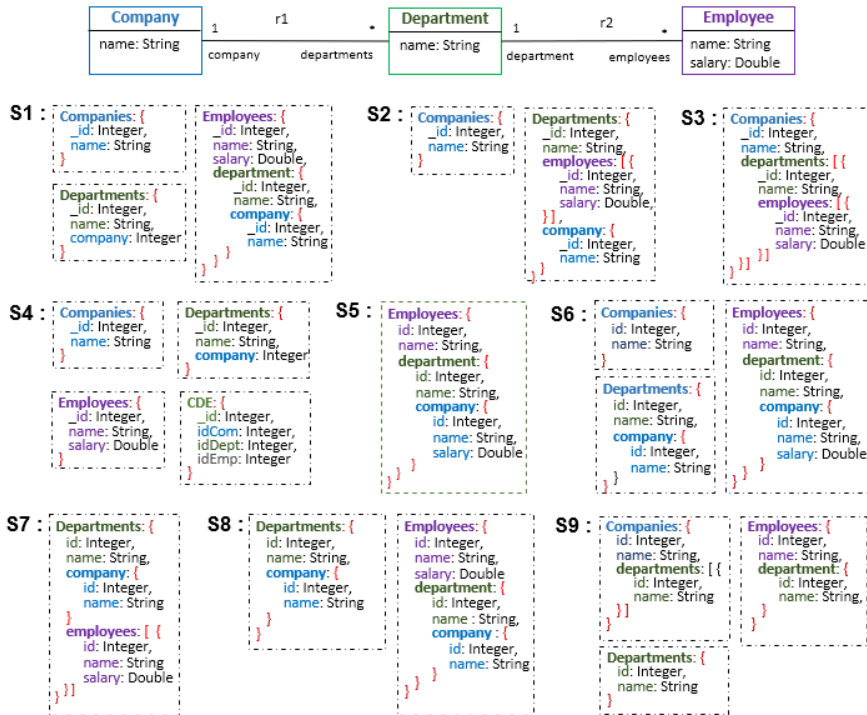 Company
name: String
1
r1
*
company
departments
Department
name: String
1
r2
*
department
employees
Employee
name: String
salary: Double
S1 :
Companies: {
_id: Integer,
name: String
}
Departments: {
_id: Integer,
name: String,
company: Integer
}
Employees: {
_id: Integer,
name: String,
salary: Double,
department: {
_id: Integer,
name: String,
company: {
_id: Integer,
name: String
}
}
}
S2 :
Companies: {
_id: Integer,
name: String
}
Departments: {
_id: Integer,
name: String,
employees: [ {
_id: Integer,
name: String,
salary: Double,
} ] ,
company: {
_id: Integer,
name: String
}
}
S3 :
Companies: {
_id: Integer,
name: String,
departments: [ {
_id: Integer,
name: String,
employees: [ {
_id: Integer,
name: String,
salary: Double
} ]
} ]
}
S4 :
Companies: {
_id: Integer,
name: String
}
Departments: {
_id: Integer,
name: String,
company: Integer
}
Employees: {
_id: Integer,
name: String,
salary: Double
}
CDE: {
_id: Integer,
idCom: Integer,
idDept: Integer,
idEmp: Integer
}
S5 :
Employees: {
id: Integer,
name: String,
department: {
id: Integer,
name: String,
company: {
id: Integer,
name: String,
salary: Double
}
}
}
S6 :
Companies: {
id: Integer,
name: String
}
Departments: {
id: Integer,
name: String,
company: {
id: Integer,
name: String
}
}
Employees: {
id: Integer,
name: String,
department: {
id: Integer,
name: String,
company: {
id: Integer,
name: String,
salary: Double
}
}
}
S7 :
Departments: {
id: Integer,
name: String,
company: {
id: Integer,
name: String
}
employees: [ {
id: Integer,
name: String
salary: Double
} ]
}
S8 :
Departments: {
id: Integer,
name: String,
company: {
id: Integer,
name: String
}
}
Employees: {
id: Integer,
name: String,
salary: Double
department: {
id: Integer,
name : String,
company : {
id: Integer,
name: String
}
}
}
S9 :
Companies: {
id: Integer,
name: String,
departments: [ {
id: Integer,
name: String
} ]
}
Departments: {
id: Integer,
name: String
}
Employees: {
id: Integer,
name: String,
department: {
id: Integer,
name: String,
}
}